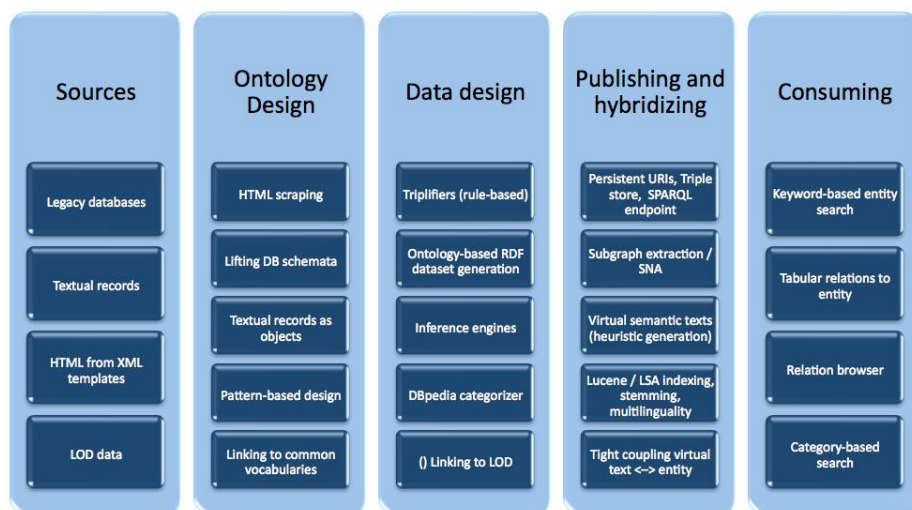 Sources
Legacy databases
Textual records
HTML from XML
templates
LOD data
Ontology
Design
HTML scraping
Lifting DB schemata
Textual records as
objects
Pattern-based design
Linking to common
vocabularies
Data design
Triplifiers (rule-based)
Ontology-based RDF
dataset generation
Inference engines
DBpedia categorizer
() Linking to LOD
Publishing and
hybridizing
Persistent URIs, Triple
store, SPARQL
endpoint
Subgraph extraction /
SNA
Virtual semantic texts
(heuristic generation)
Lucene / LSA indexing,
stemming,
multilinguality
Tight coupling virtual
text <--> entity
Consuming
Keyword-based entity
search
Tabular relations to
entity
Relation browser
Category-based
search